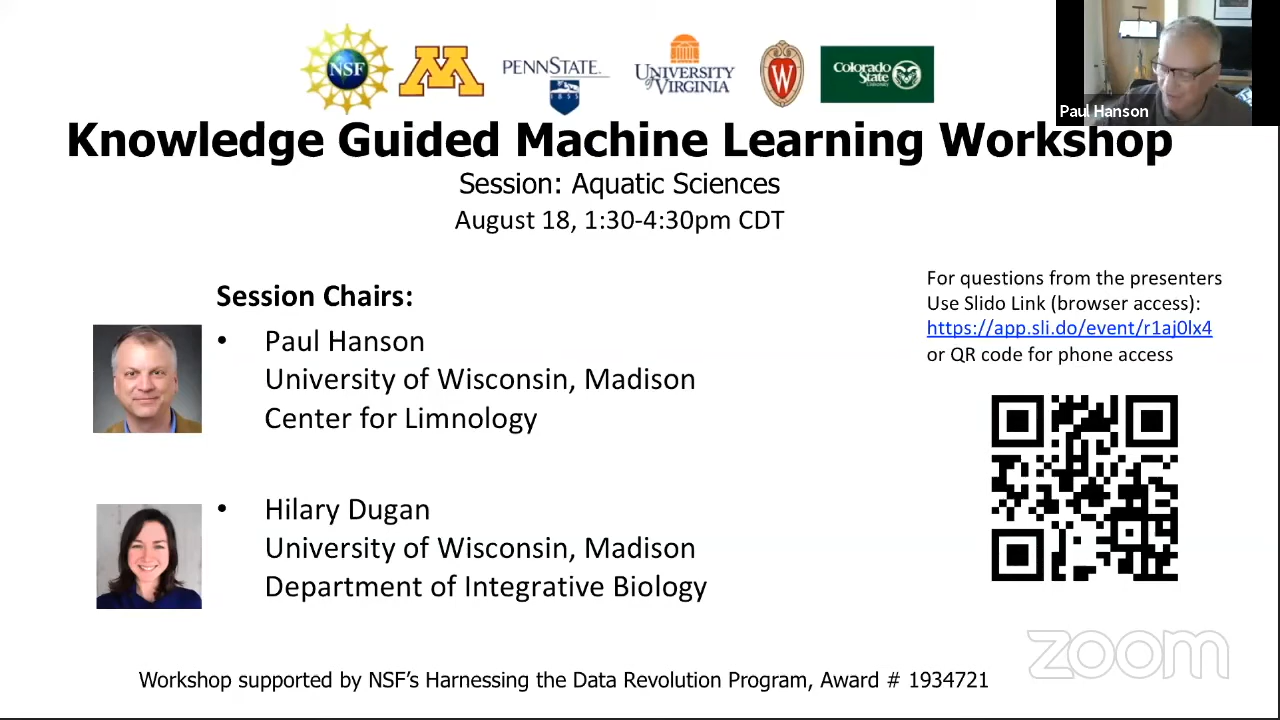 NSF
M
PENNSTATE
1855
UNIVERSITY
of VIRGINIA
W
Colorado
State
University
Paul Hanson
Knowledge Guided Machine Learning Workshop
Session: Aquatic Sciences
August 18, 1:30-4:30pm CDT
Session Chairs:
• Paul Hanson
University of Wisconsin, Madison
Center for Limnology
• Hilary Dugan
University of Wisconsin, Madison
Department of Integrative Biology
For questions from the presenters
Use Slido Link (browser access):
https://app.sli.do/event/r1aj0lx4
or QR code for phone access
zoom
Workshop supported by NSF’s Harnessing the Data Revolution Program, Award # 1934721